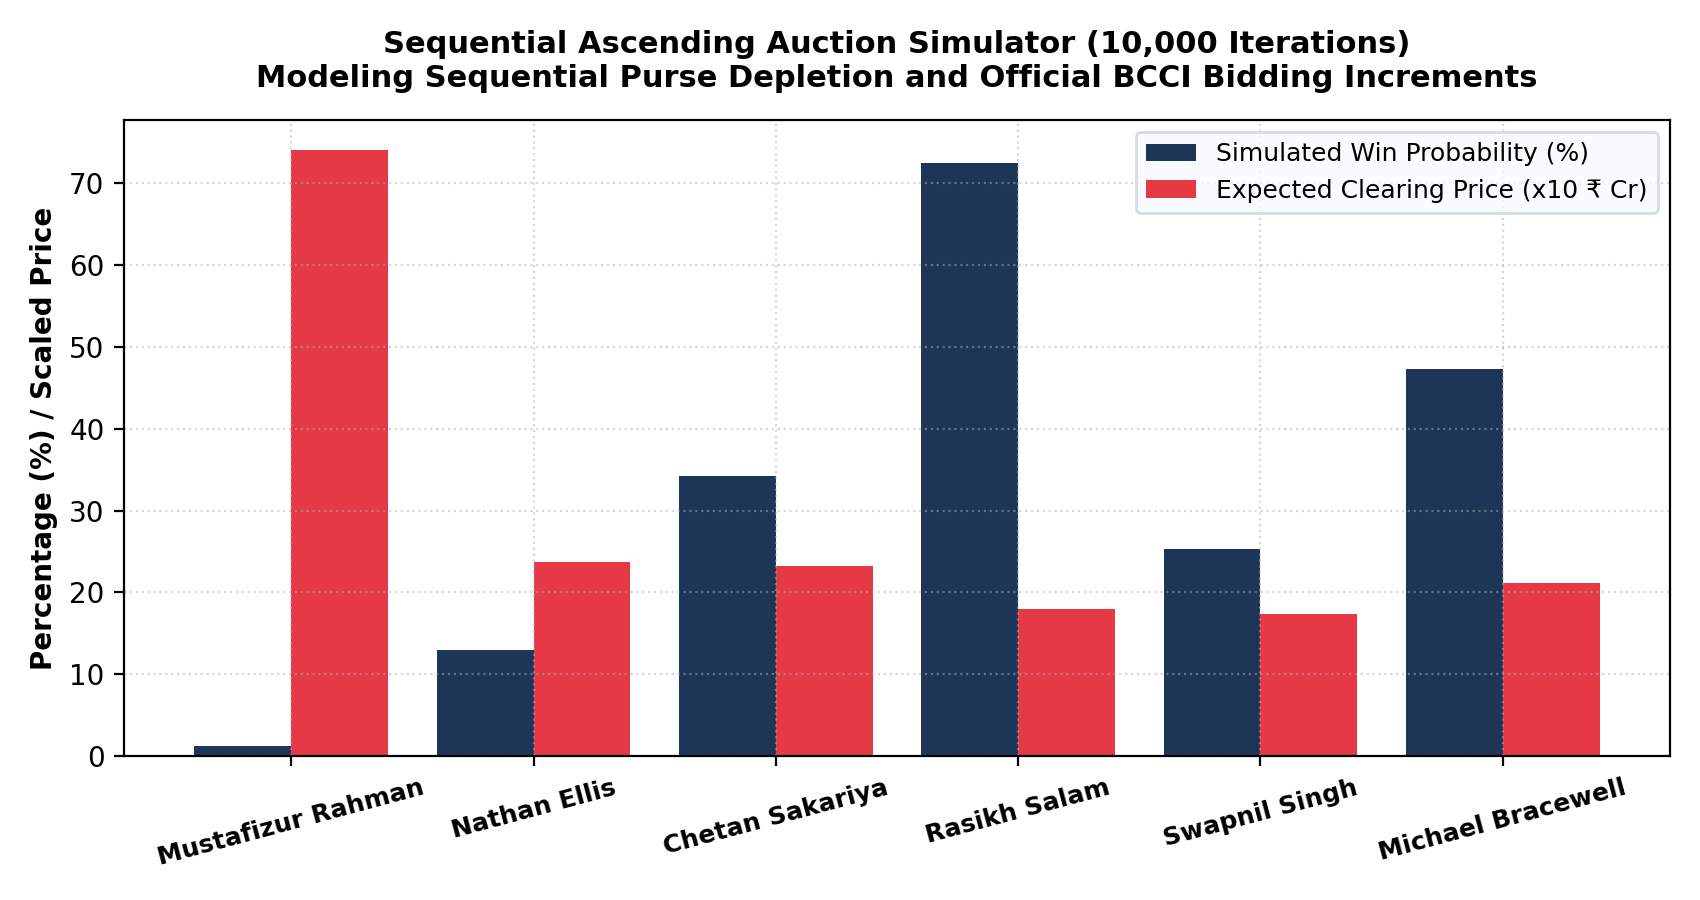 Sequential Ascending Auction Simulator (10,000 Iterations)
Modeling Sequential Purse Depletion and Official BCCI Bidding Increments
Simulated Win Probability (%)
Expected Clearing Price (x10 ₹ Cr)
Percentage (%) / Scaled Price
70
60
50
40
30
20
10
0
Mustafizur Rahman
Nathan Ellis
Chetan Sakariya
Rasikh Salam
Swapnil Singh
Michael Bracewell